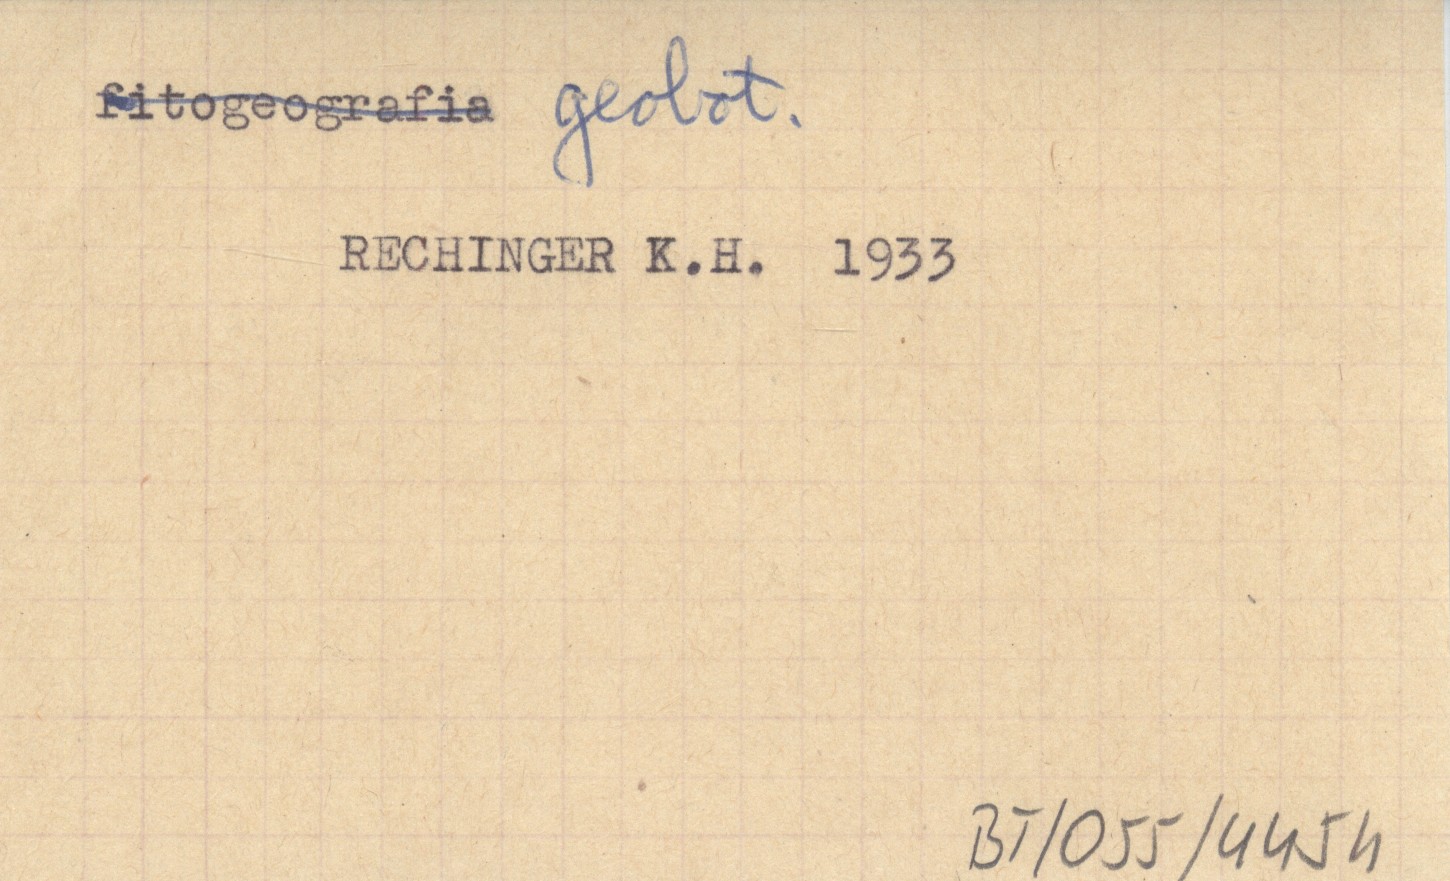 fitogeografia geobot.
RECHINGER K.H. 1933
BT/055/4454